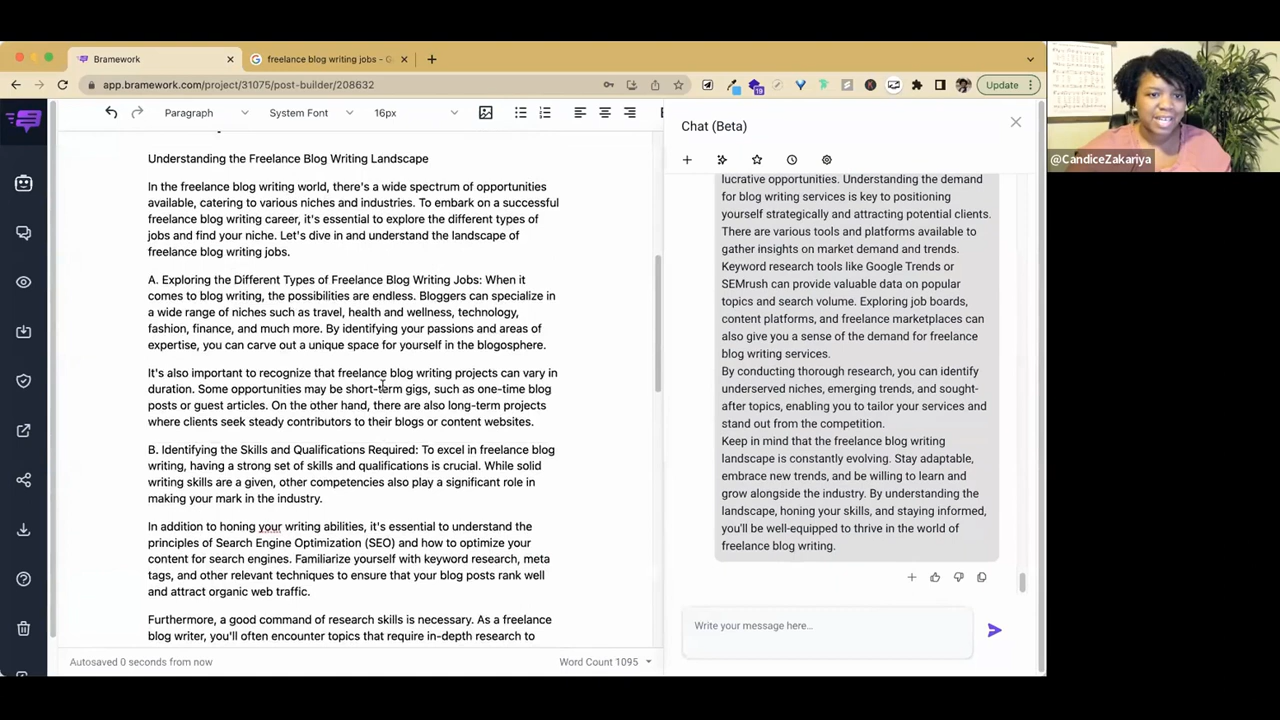 Bramework
freelance blog writing jobs - G
app.bramework.com/project/31075/post-builder/208632
Update
19
Paragraph
System Font
16px
Understanding the Freelance Blog Writing Landscape
In the freelance blog writing world, there's a wide spectrum of opportunities
available, catering to various niches and industries. To embark on a successful
freelance blog writing career, it's essential to explore the different types of
jobs and find your niche. Let's dive in and understand the landscape of
freelance blog writing jobs.
A. Exploring the Different Types of Freelance Blog Writing Jobs: When it
comes to blog writing, the possibilities are endless. Bloggers can specialize in
a wide range of niches such as travel, health and wellness, technology,
fashion, finance, and much more. By identifying your passions and areas of
expertise, you can carve out a unique space for yourself in the blogosphere.
It's also important to recognize that freelance blog writing projects can vary in
duration. Some opportunities may be short-term gigs, such as one-time blog
posts or guest articles. On the other hand, there are also long-term projects
where clients seek steady contributors to their blogs or content websites.
B. Identifying the Skills and Qualifications Required: To excel in freelance blog
writing, having a strong set of skills and qualifications is crucial. While solid
writing skills are a given, other competencies also play a significant role in
making your mark in the industry.
In addition to honing your writing abilities, it's essential to understand the
principles of Search Engine Optimization (SEO) and how to optimize your
content for search engines. Familiarize yourself with keyword research, meta
tags, and other relevant techniques to ensure that your blog posts rank well
and attract organic web traffic.
Furthermore, a good command of research skills is necessary. As a freelance
blog writer, you'll often encounter topics that require in-depth research to
Autosaved 0 seconds from now
Word Count 1095
Chat (Beta)
lucrative opportunities. Understanding the demand
for blog writing services is key to positioning
yourself strategically and attracting potential clients.
There are various tools and platforms available to
gather insights on market demand and trends.
Keyword research tools like Google Trends or
SEMrush can provide valuable data on popular
topics and search volume. Exploring job boards,
content platforms, and freelance marketplaces can
also give you a sense of the demand for freelance
blog writing services.
By conducting thorough research, you can identify
underserved niches, emerging trends, and sought-
after topics, enabling you to tailor your services and
stand out from the competition.
Keep in mind that the freelance blog writing
landscape is constantly evolving. Stay adaptable,
embrace new trends, and be willing to learn and
grow alongside the industry. By understanding the
landscape, honing your skills, and staying informed,
you'll be well-equipped to thrive in the world of
freelance blog writing.
Write your message here...
@CandiceZakariya